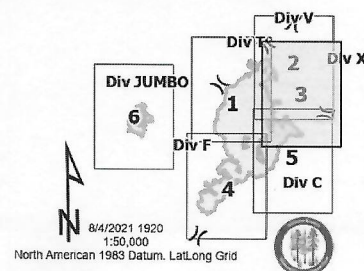 Div V
Div T
2
Div X
Div JUMBO
3
1
6
Div F
5
4
Div C
N
8/4/2021 1920
1:50,000
North American 1983 Datum. LatLong Grid